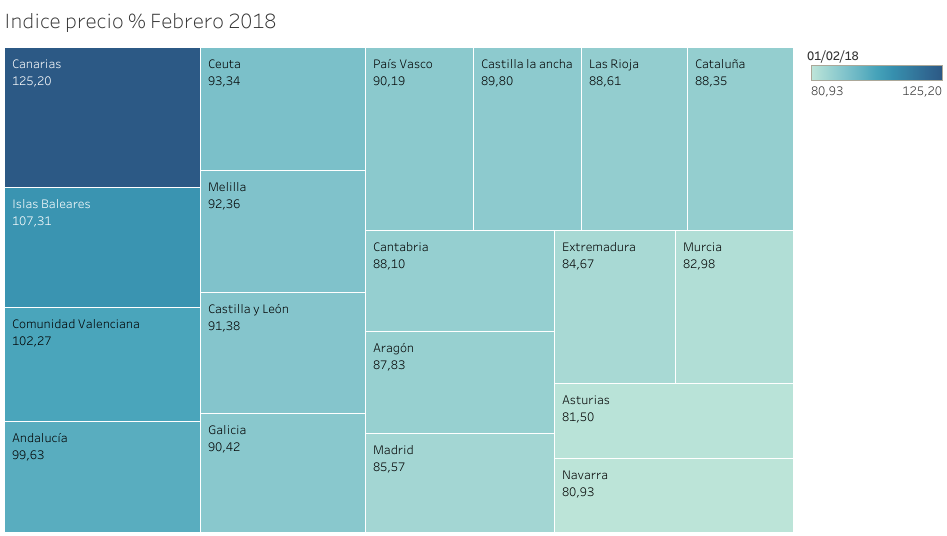 Indice precio % Febrero 2018
Canarias
125,20
Islas Baleares
107,31
Comunidad Valenciana
102,27
Andalucía
99,63
Ceuta
93,34
Melilla
92,36
Castilla y León
91,38
Galicia
90,42
País Vasco
90,19
Castilla la ancha
89,80
Las Rioja
88,61
Cataluña
88,35
Cantabria
88,10
Aragón
87,83
Madrid
85,57
Extremadura
84,67
Murcia
82,98
Asturias
81,50
Navarra
80,93
01/02/18
80,93 125,20